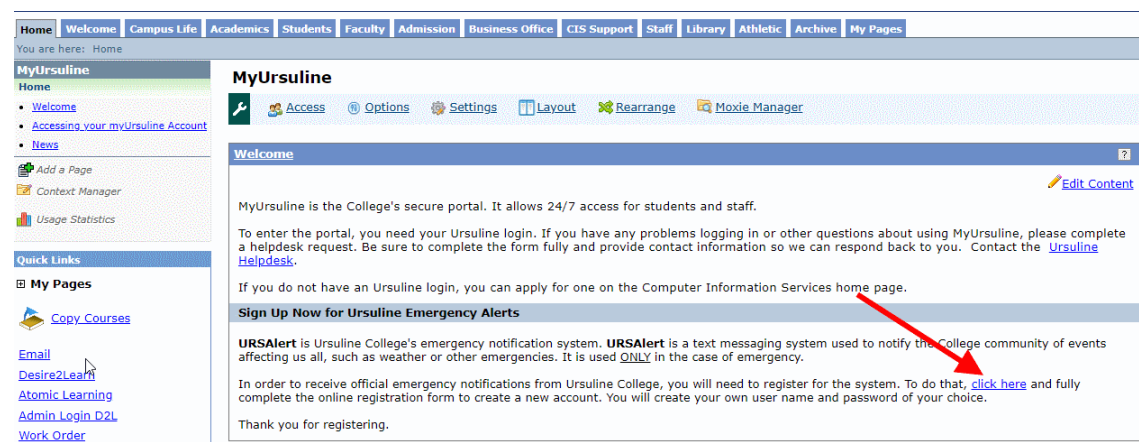 Home Welcome Campus Life Academics Students Faculty Admission Business Office CIS Support Staff Library Athletic Archive My Pages
You are here: Home
MyUrsuline
Home
Welcome
Accessing your myUrsuline Account
News
Add a Page
Context Manager
Usage Statistics
Quick Links
My Pages
Copy Courses
Email
Desire2Learn
Atomic Learning
Admin Login D2L
Work Order
MyUrsuline
Access Options Settings Layout Rearrange Moxie Manager
Welcome ?
Edit Content
MyUrsuline is the College's secure portal. It allows 24/7 access for students and staff.
To enter the portal, you need your Ursuline login. If you have any problems logging in or other questions about using MyUrsuline, please complete
a helpdesk request. Be sure to complete the form fully and provide contact information so we can respond back to you. Contact the Ursuline
Helpdesk.
If you do not have an Ursuline login, you can apply for one on the Computer Information Services home page.
Sign Up Now for Ursuline Emergency Alerts
URSAlert is Ursuline College's emergency notification system. URSAlert is a text messaging system used to notify the College community of events
affecting us all, such as weather or other emergencies. It is used ONLY in the case of emergency.
In order to receive official emergency notifications from Ursuline College, you will need to register for the system. To do that, click here and fully
complete the online registration form to create a new account. You will create your own user name and password of your choice.
Thank you for registering.